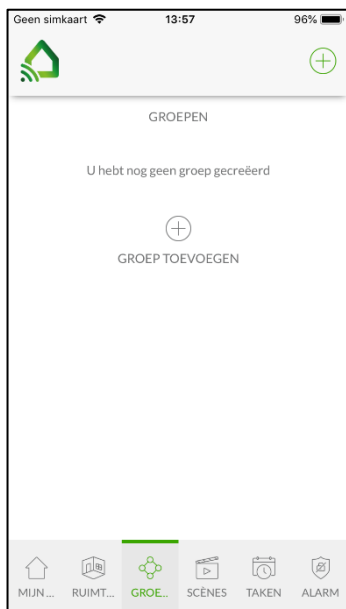 Geen simkaart 13:57 96%
GROEPEN
U hebt nog geen groep gecreëerd
GROEP TOEVOEGEN
MIJN ... RUIMT... GROE... SCÈNES TAKEN ALARM